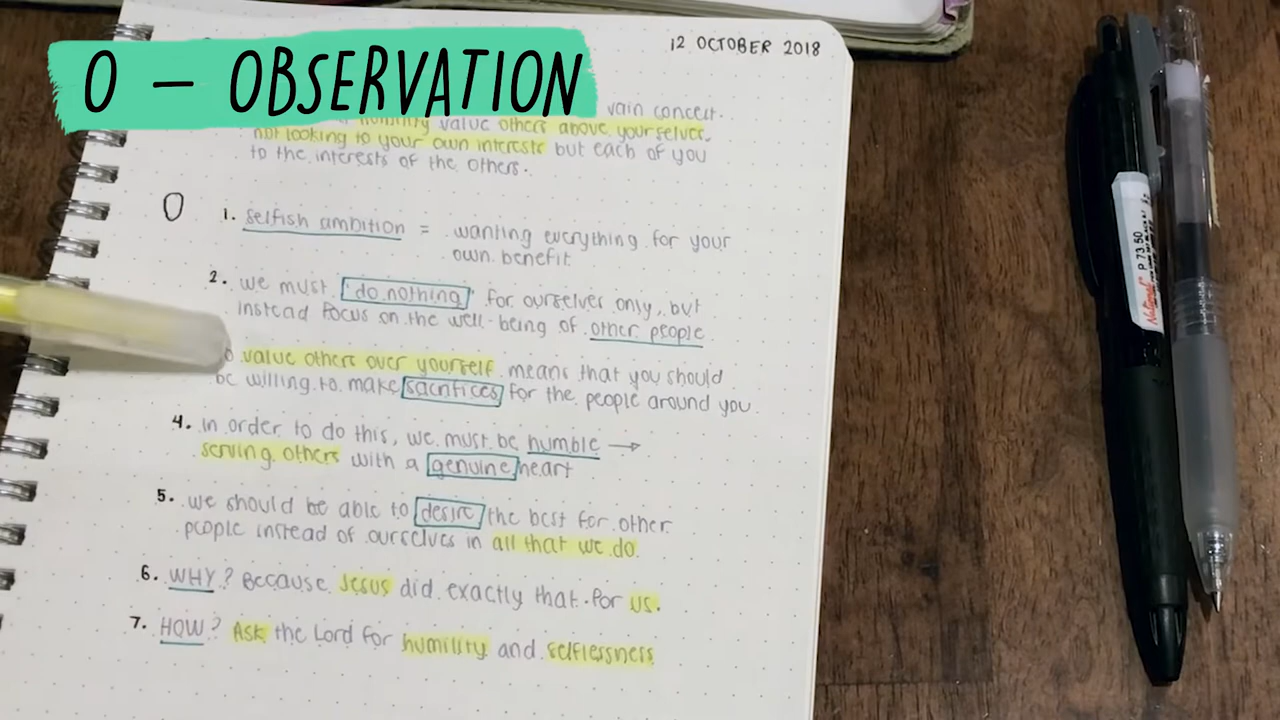 O – OBSERVATION
12 OCTOBER 2018
vain conceit.
humility value others above yourselves,
not looking to your own interests but each of you
to the interests of the others.
O
1. selfish ambition = wanting everything for your
own benefit
2. we must 'do nothing' for ourselves only, but
instead focus on the well-being of other people
value others over yourself means that you should
be willing to make sacrifices for the people around you
4. in order to do this, we must be humble →
serving others with a genuine heart
5. we should be able to desire the best for other
people instead of ourselves in all that we do.
6. WHY? Because Jesus did exactly that for us.
7. HOW? Ask the Lord for humility and selflessness
National
P 73.50